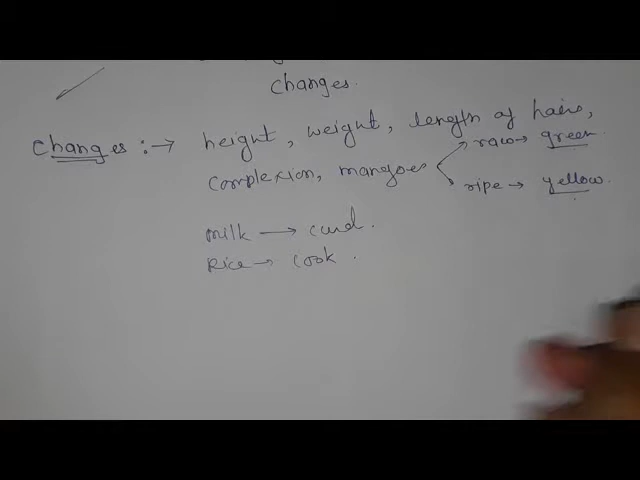 changes.
Changes :→ height, weight, length of hairs,
complexion, mangoes raw → green.
ripe → yellow.
milk → curd.
Rice → cook.